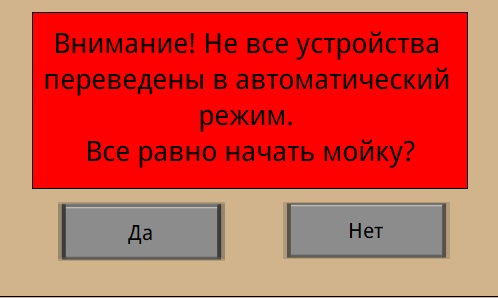 Внимание! Не все устройства
переведены в автоматический
режим.
Все равно начать мойку?
Да
Нет